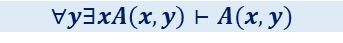 ∀y∃xA(x, y) ⊢ A(x, y)